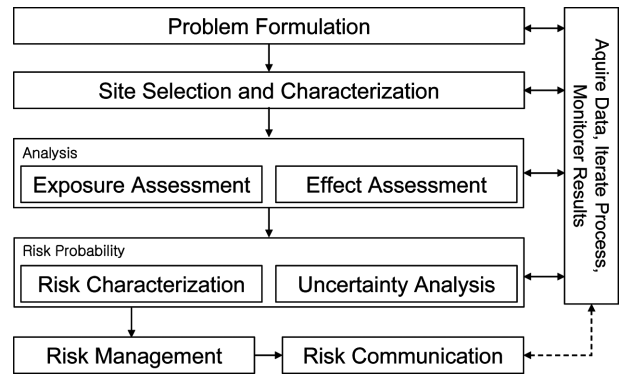 Problem Formulation
Site Selection and Characterization
Analysis
Exposure Assessment
Effect Assessment
Risk Probability
Risk Characterization
Uncertainty Analysis
Risk Management
Risk Communication
Aquire Data, Iterate Process,
Monitorer Results